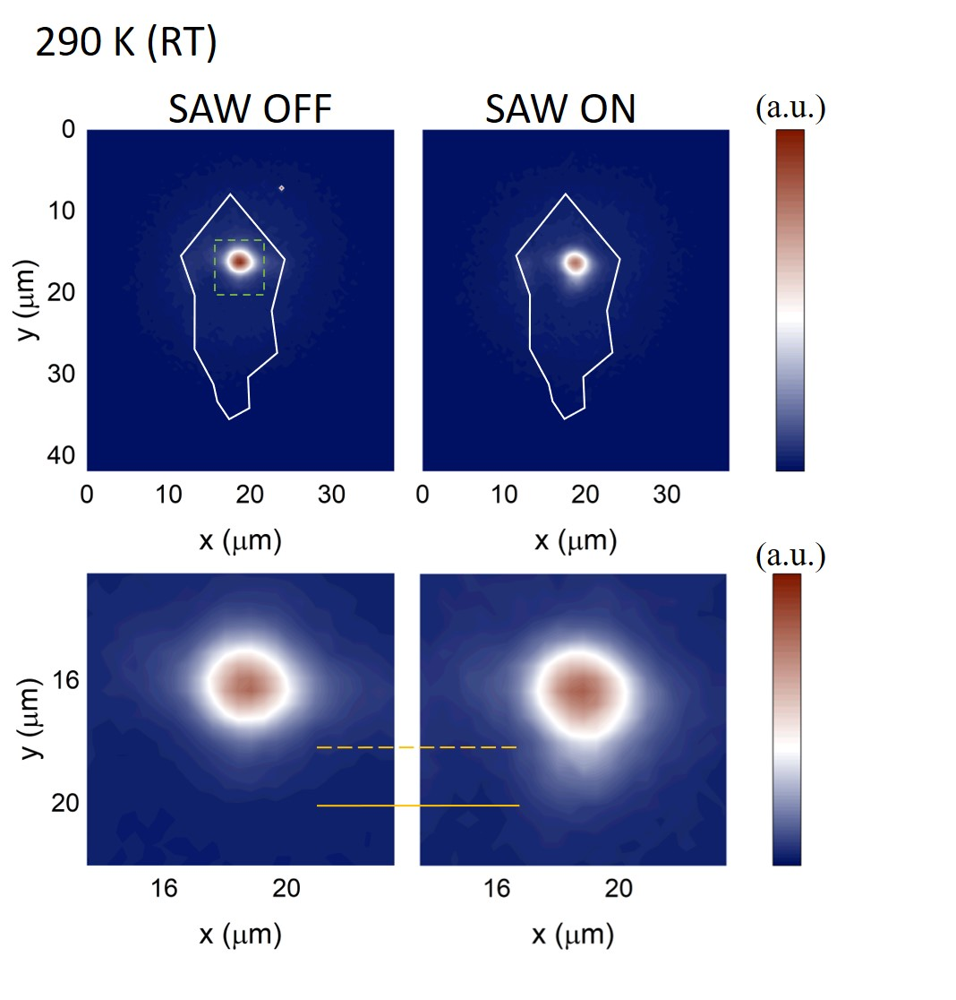 290 K (RT)
SAW OFF
SAW ON
(a.u.)
0
10
20
30
40
y (μm)
0 10 20 30
0 10 20 30
x (μm)
x (μm)
(a.u.)
16
20
y (μm)
16 20
16 20
x (μm)
x (μm)